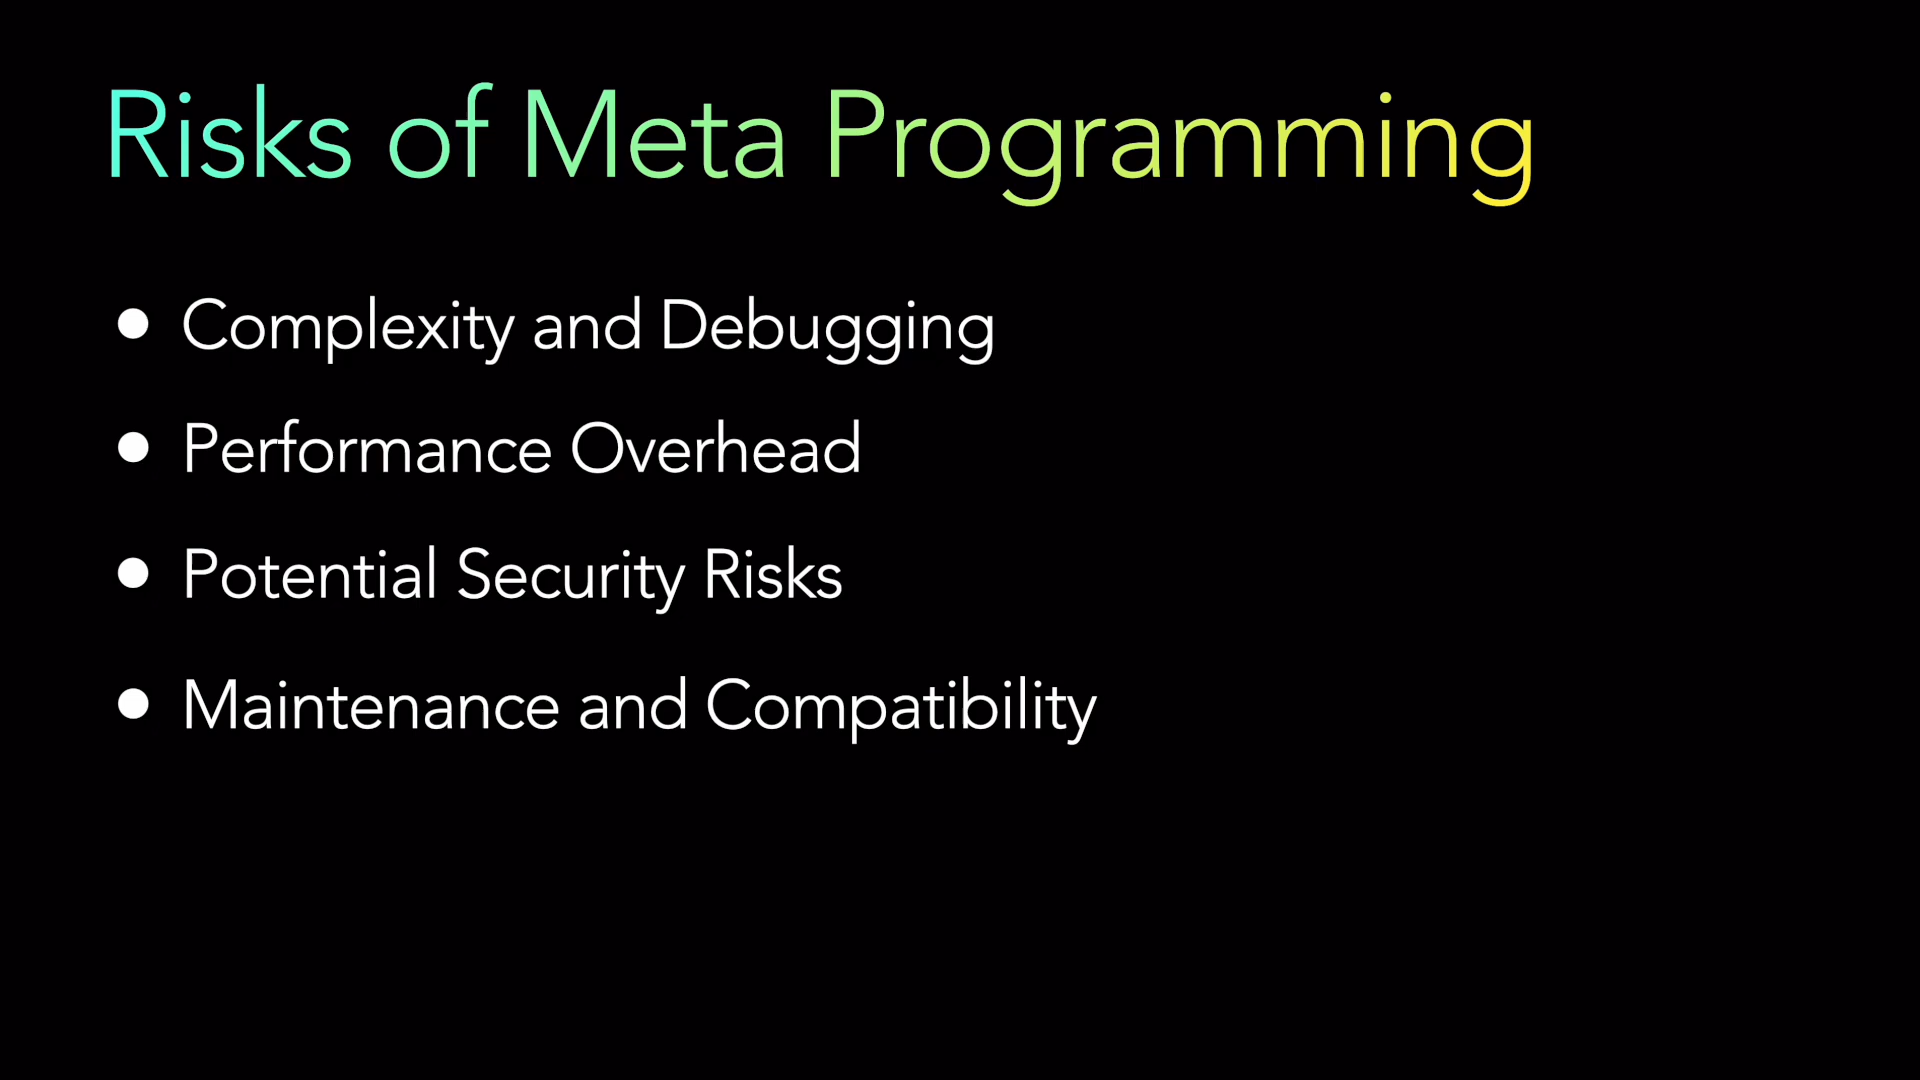 Risks of Meta Programming
• Complexity and Debugging
• Performance Overhead
• Potential Security Risks
• Maintenance and Compatibility